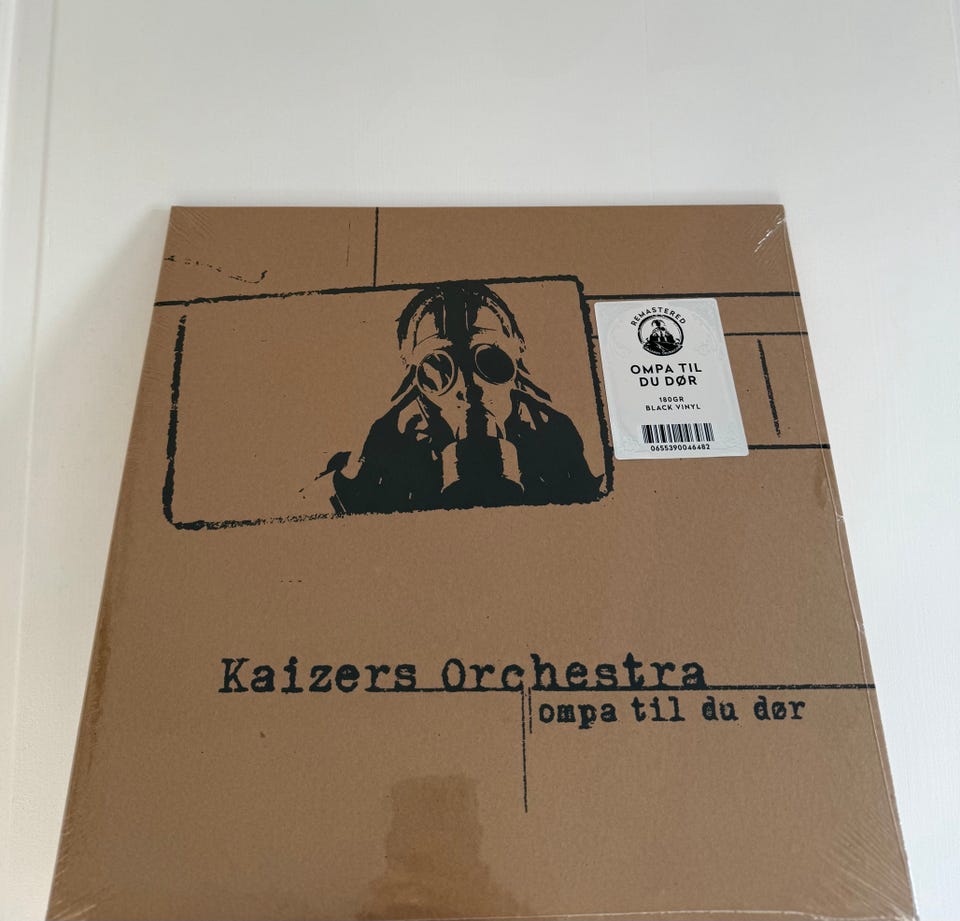 REMASTERED
OMPA TIL
DU DØR
180GR
BLACK VINYL
0655390046482
Kaizers Orchestra
ompa til du dør